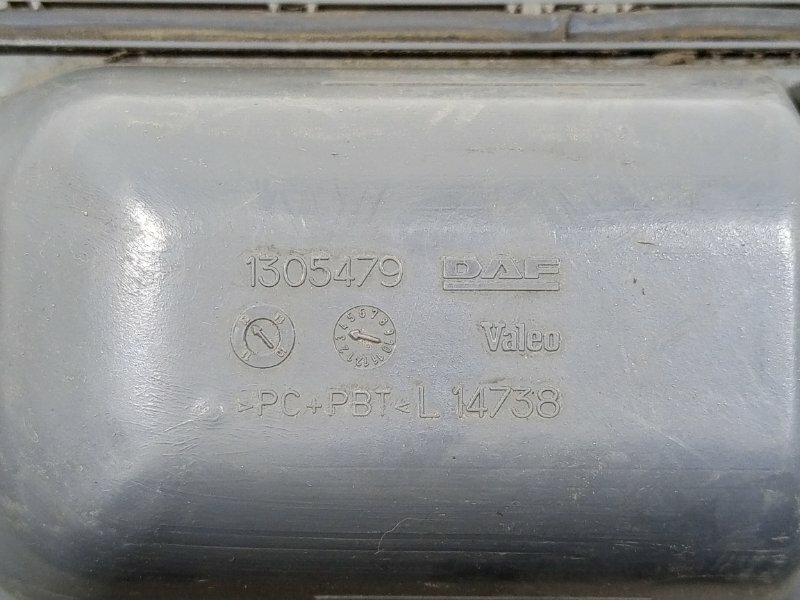 1305479 DAF
Valeo
>PC+PBT< L 14738